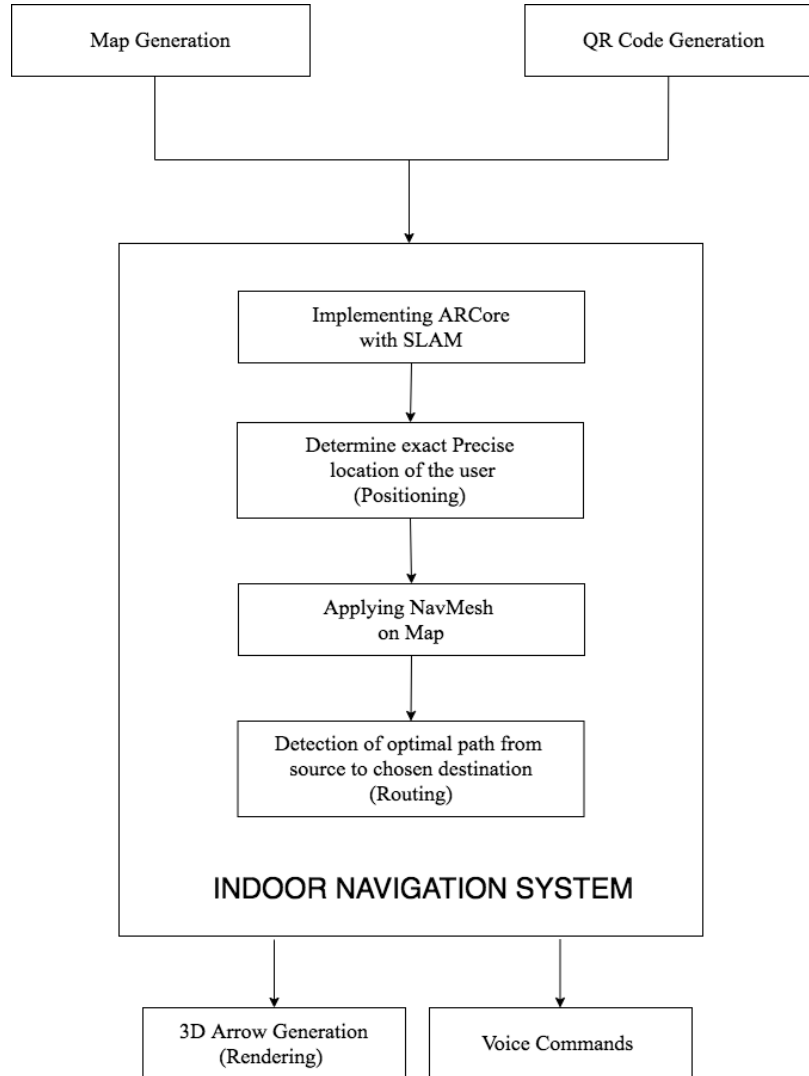 Map Generation
QR Code Generation
Implementing ARCore
with SLAM
Determine exact Precise
location of the user
(Positioning)
Applying NavMesh
on Map
Detection of optimal path from
source to chosen destination
(Routing)
INDOOR NAVIGATION SYSTEM
3D Arrow Generation
(Rendering)
Voice Commands